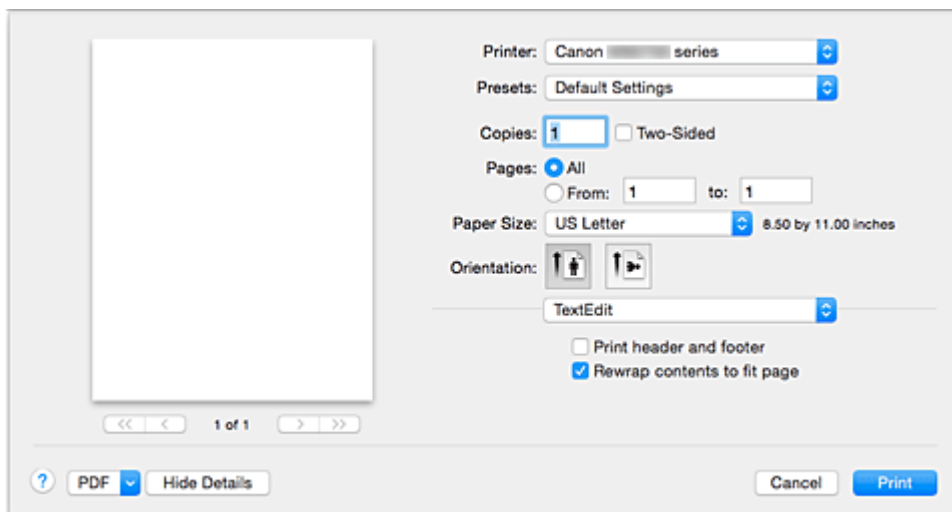 Printer: Canon series
Presets: Default Settings
Copies: 1 Two-Sided
Pages: All
From: 1 to: 1
Paper Size: US Letter 8.50 by 11.00 inches
Orientation:
TextEdit
Print header and footer
Rewrap contents to fit page
<< < 1 of 1 > >>
? PDF Hide Details Cancel Print